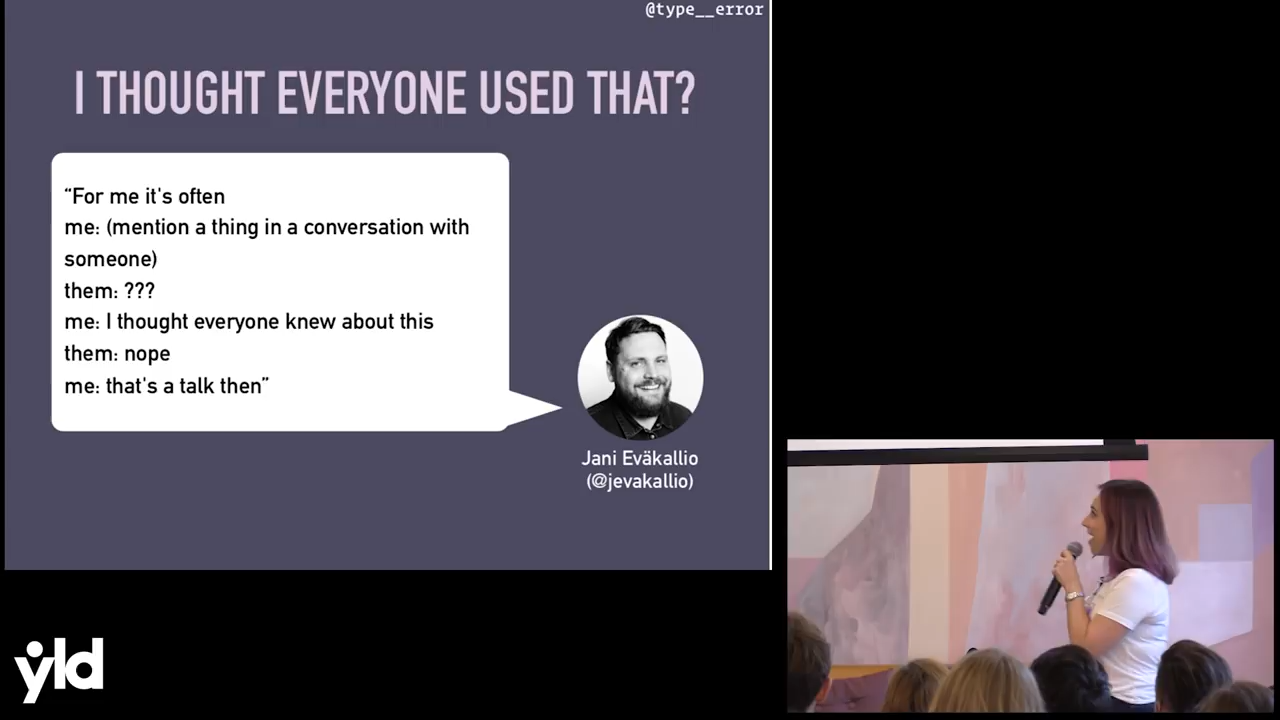 @type__error
I THOUGHT EVERYONE USED THAT?
“For me it's often
me: (mention a thing in a conversation with
someone)
them: ???
me: I thought everyone knew about this
them: nope
me: that's a talk then”
Jani Eväkallio
(@jevakallio)
yld